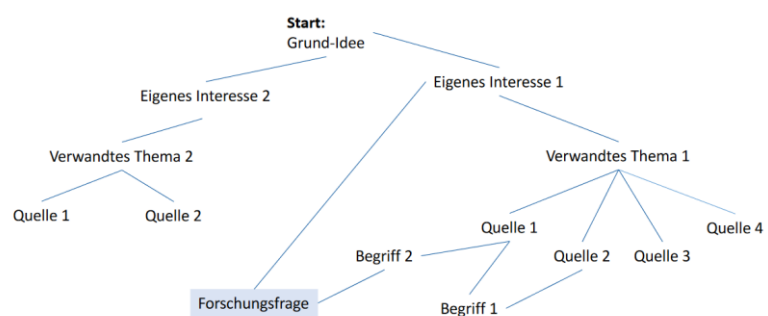 Start:
Grund-Idee
Eigenes Interesse 1
Eigenes Interesse 2
Verwandtes Thema 2
Verwandtes Thema 1
Quelle 1
Quelle 2
Quelle 1
Quelle 4
Begriff 2
Quelle 2
Quelle 3
Forschungsfrage
Begriff 1